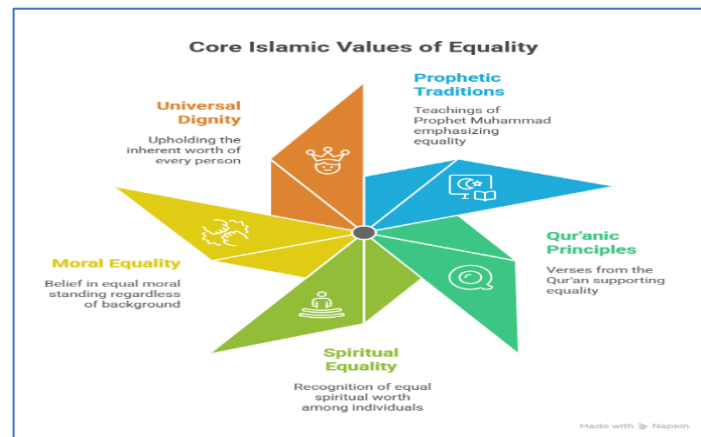 Core Islamic Values of Equality
Prophetic
Traditions
Teachings of
Prophet Muhammad
emphasizing
equality
Universal
Dignity
Upholding the
inherent worth of
every person
Qur'anic
Principles
Verses from the
Qur'an supporting
equality
Moral Equality
Belief in equal moral
standing regardless
of background
Spiritual
Equality
Recognition of equal
spiritual worth
among individuals
Made with Napkin